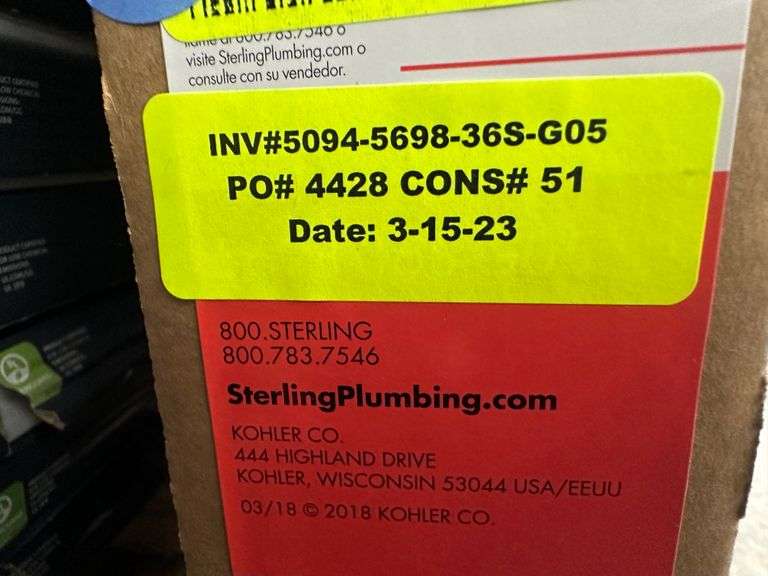 visite SterlingPlumbing.com o
consulte con su vendedor.
INV#5094-5698-36S-G05
PO# 4428 CONS# 51
Date: 3-15-23
800.STERLING
800.783.7546
SterlingPlumbing.com
KOHLER CO.
444 HIGHLAND DRIVE
KOHLER, WISCONSIN 53044 USA/EEUU
03/18 © 2018 KOHLER CO.